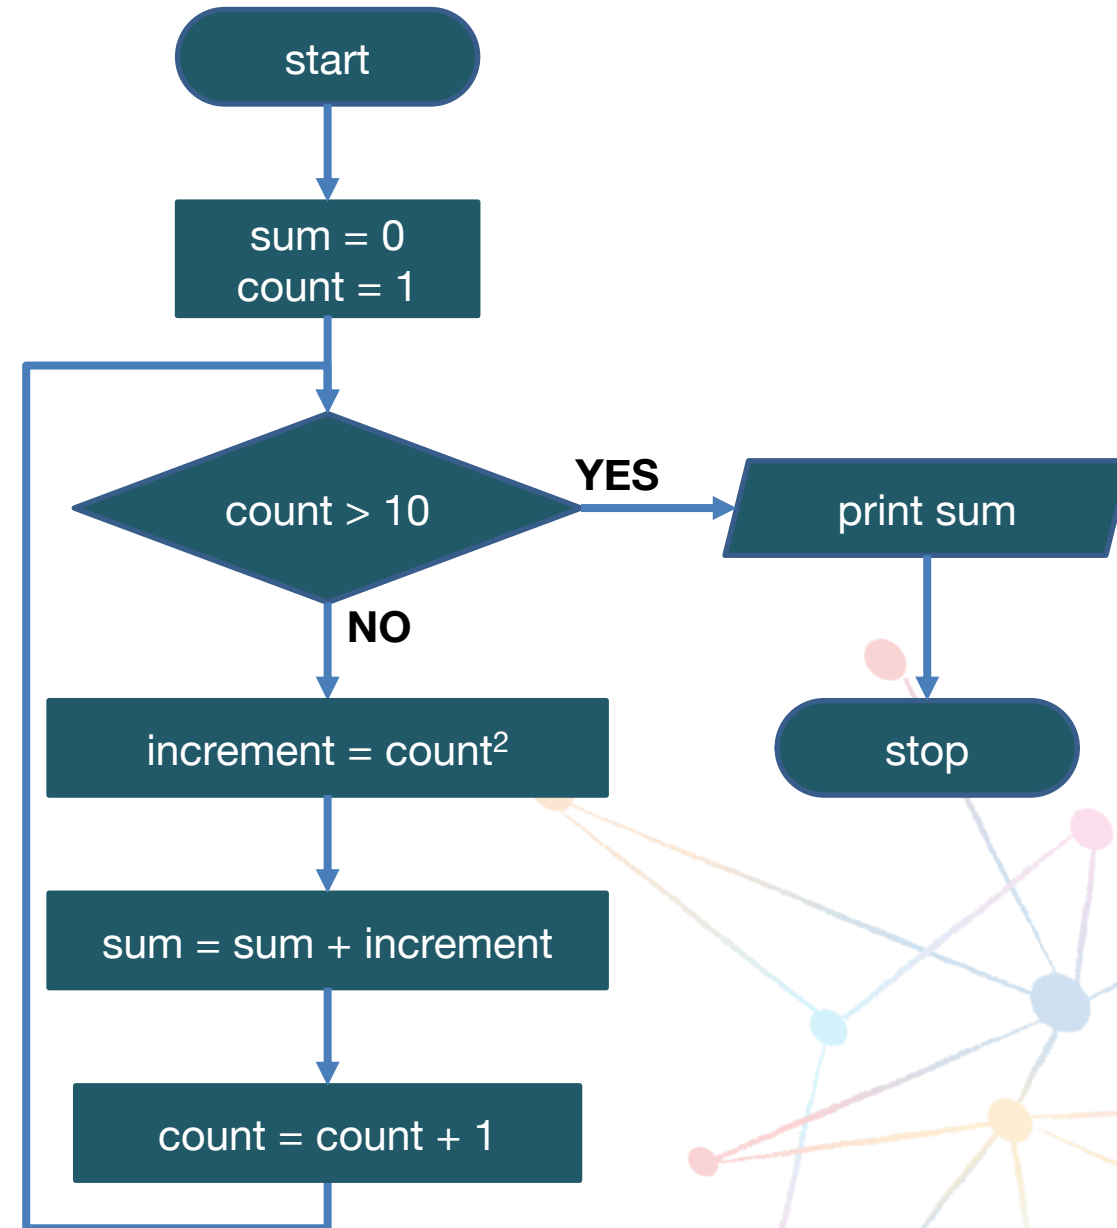 start
sum = 0
count = 1
count > 10
YES
print sum
NO
increment = count²
stop
sum = sum + increment
count = count + 1